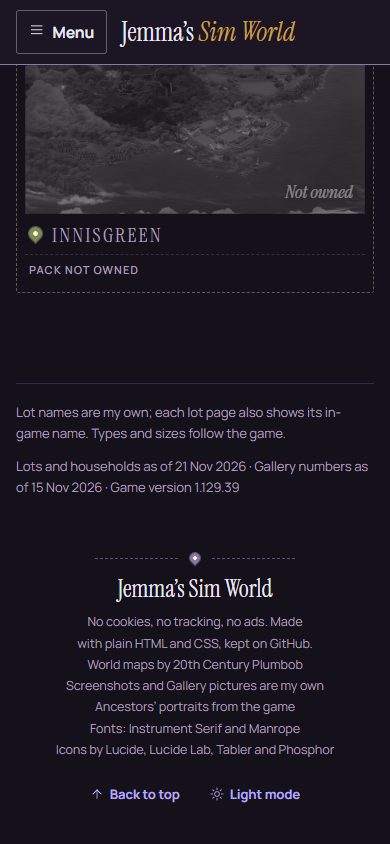 Menu
Jemma's Sim World
Not owned
INNISGREEN
PACK NOT OWNED
Lot names are my own; each lot page also shows its in-
game name. Types and sizes follow the game.
Lots and households as of 21 Nov 2026 · Gallery numbers as
of 15 Nov 2026 · Game version 1.129.39
Jemma's Sim World
No cookies, no tracking, no ads. Made
with plain HTML and CSS, kept on GitHub.
World maps by 20th Century Plumbob
Screenshots and Gallery pictures are my own
Ancestors' portraits from the game
Fonts: Instrument Serif and Manrope
Icons by Lucide, Lucide Lab, Tabler and Phosphor
Back to top
Light mode